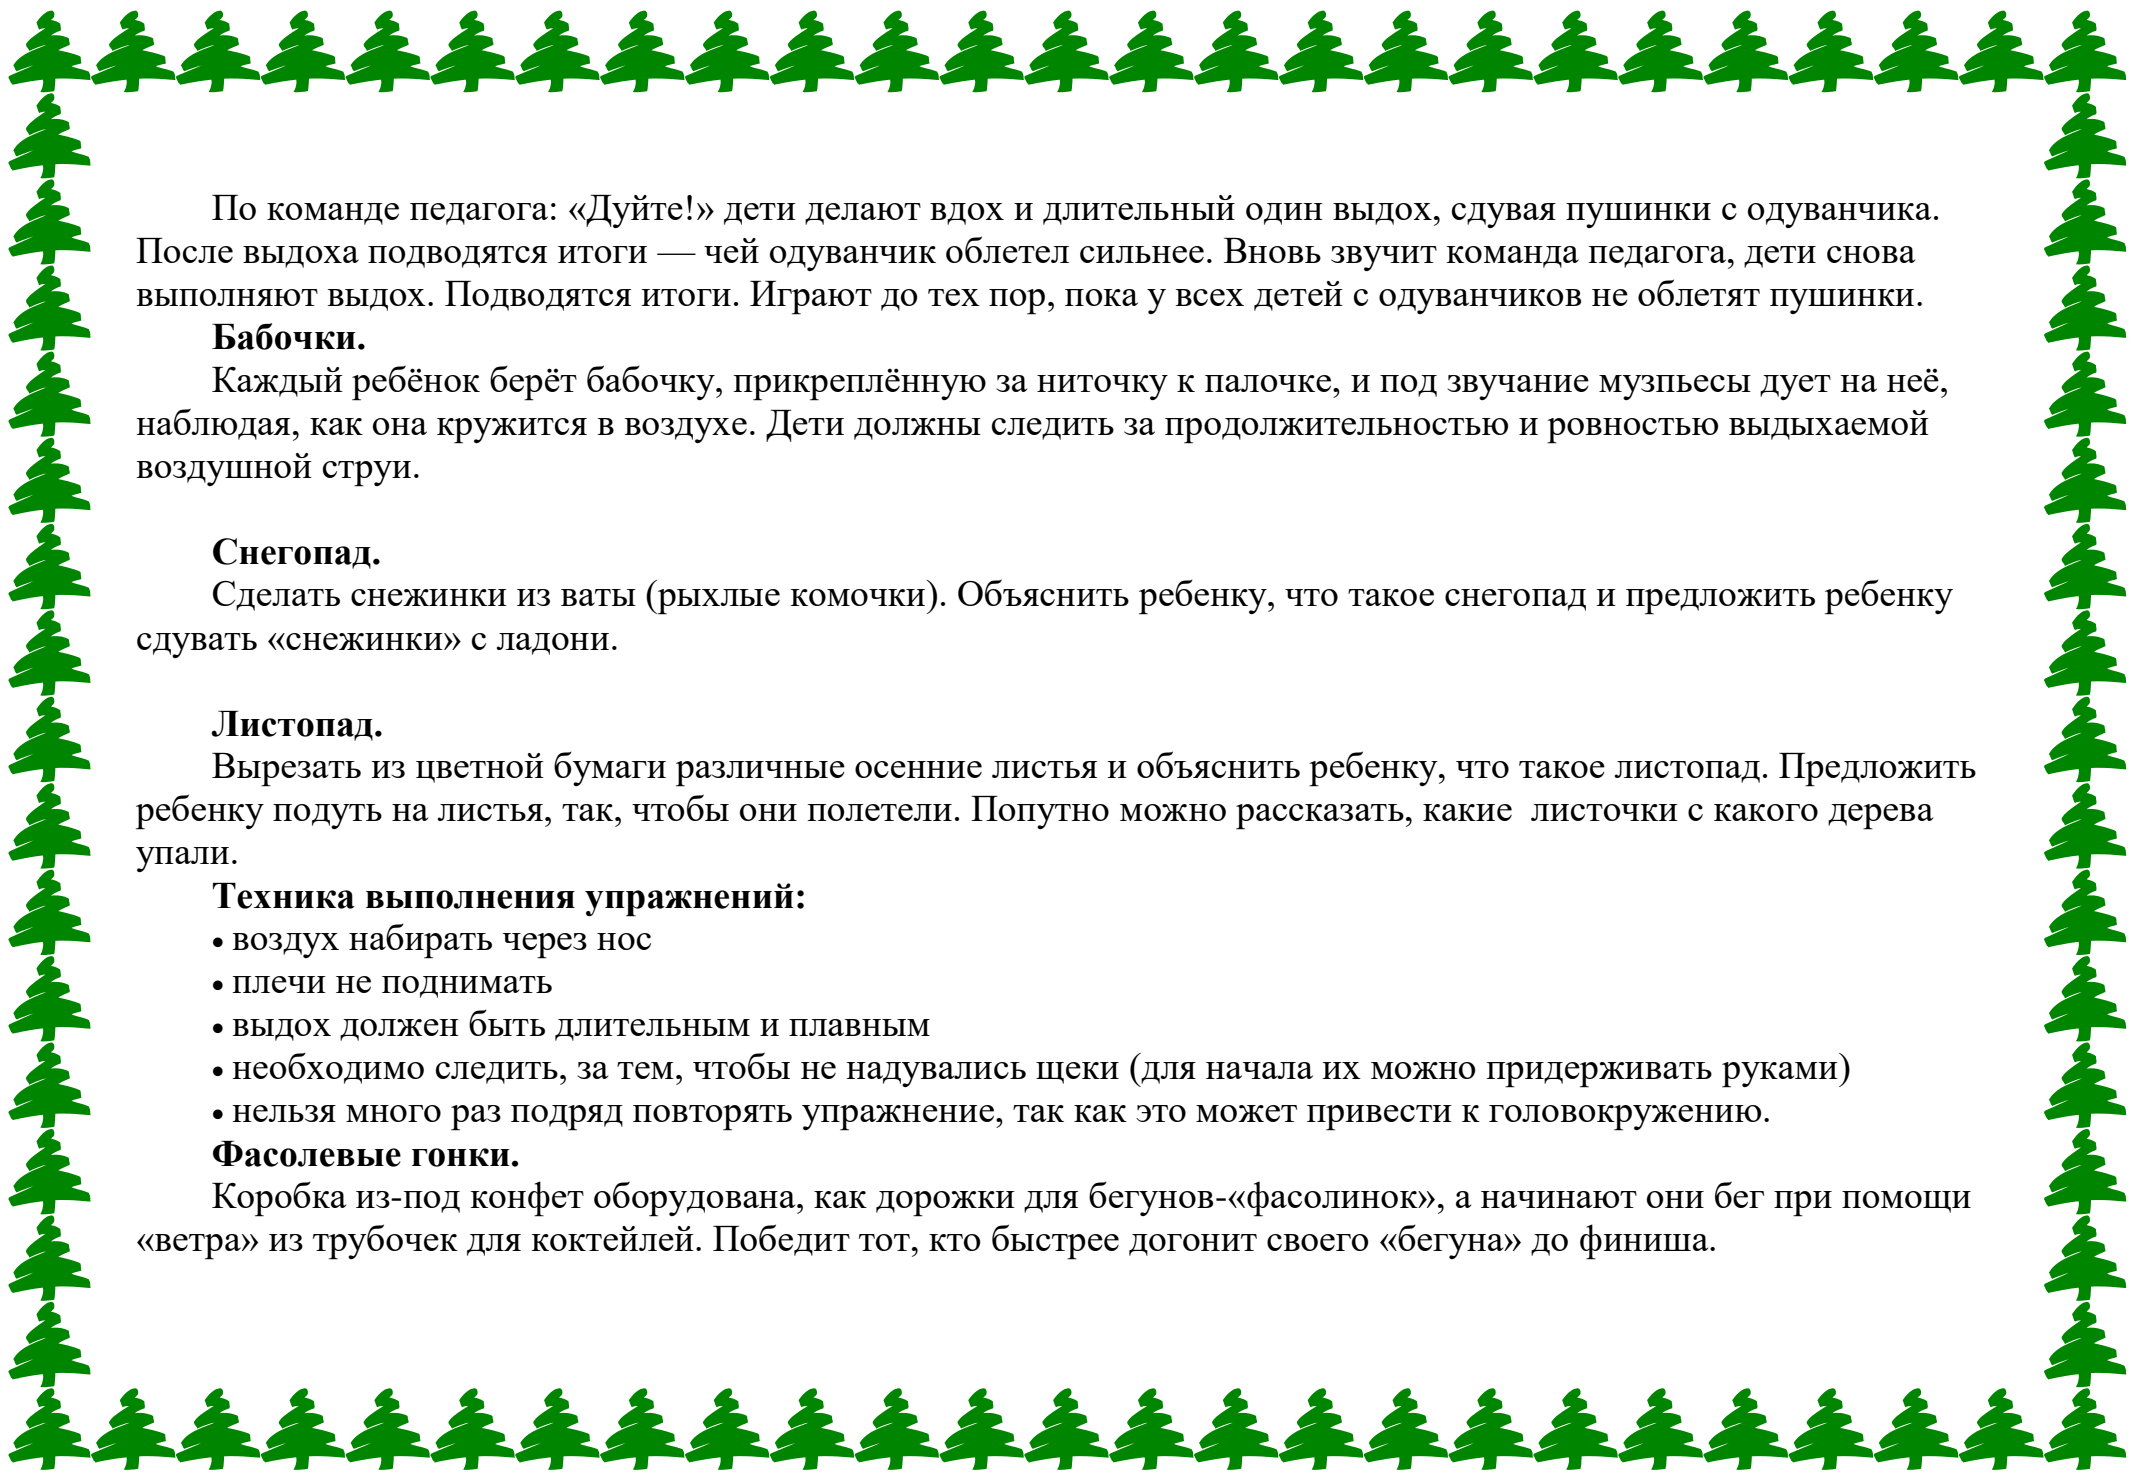 По команде педагога: «Дуйте!» дети делают вдох и длительный один выдох, сдувая пушинки с одуванчика.
После выдоха подводятся итоги — чей одуванчик облетел сильнее. Вновь звучит команда педагога, дети снова
выполняют выдох. Подводятся итоги. Играют до тех пор, пока у всех детей с одуванчиков не облетят пушинки.
Бабочки.
Каждый ребёнок берёт бабочку, прикреплённую за ниточку к палочке, и под звучание музпьесы дует на неё,
наблюдая, как она кружится в воздухе. Дети должны следить за продолжительностью и ровностью выдыхаемой
воздушной струи.
Снегопад.
Сделать снежинки из ваты (рыхлые комочки). Объяснить ребенку, что такое снегопад и предложить ребенку
сдувать «снежинки» с ладони.
Листопад.
Вырезать из цветной бумаги различные осенние листья и объяснить ребенку, что такое листопад. Предложить
ребенку подуть на листья, так, чтобы они полетели. Попутно можно рассказать, какие  листочки с какого дерева
упали.
Техника выполнения упражнений:
• воздух набирать через нос
• плечи не поднимать
• выдох должен быть длительным и плавным
• необходимо следить, за тем, чтобы не надувались щеки (для начала их можно придерживать руками)
• нельзя много раз подряд повторять упражнение, так как это может привести к головокружению.
Фасолевые гонки.
Коробка из-под конфет оборудована, как дорожки для бегунов-«фасолинок», а начинают они бег при помощи
«ветра» из трубочек для коктейлей. Победит тот, кто быстрее догонит своего «бегуна» до финиша.